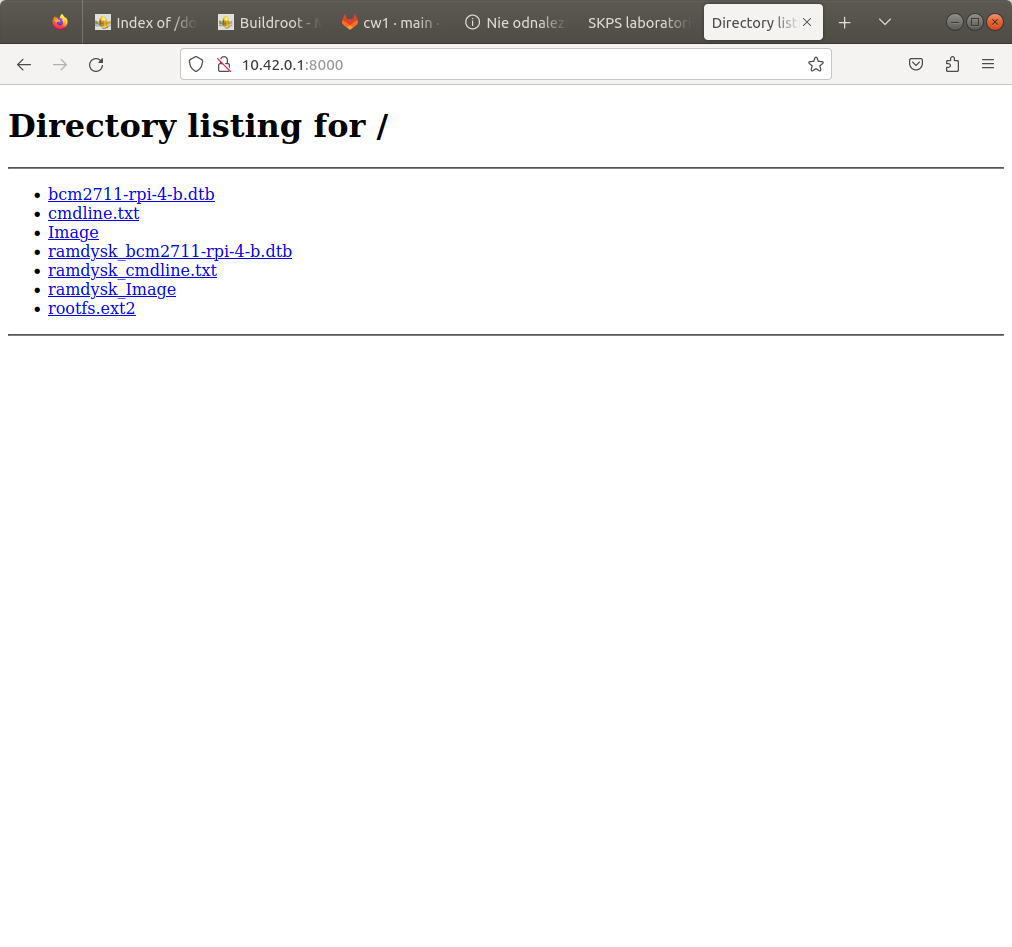 Index of /do
Buildroot - M
cw1 · main ·
Nie odnalez
SKPS laborator
Directory list
10.42.0.1:8000
Directory listing for /
bcm2711-rpi-4-b.dtb
cmdline.txt
Image
ramdysk_bcm2711-rpi-4-b.dtb
ramdysk_cmdline.txt
ramdysk_Image
rootfs.ext2